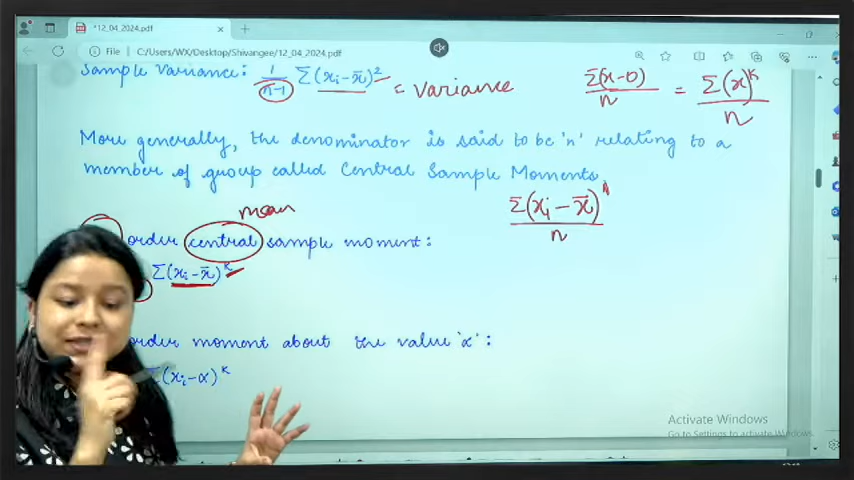 *12_04_2024.pdf
File C:/Users/WX/Desktop/Shivangee/12_04_2024.pdf
Sample Variance: 1/n-1 Σ(xi-x̄)² = variance
Σ(x-0)/n = Σ(x)^k/n
More generally, the denominator is said to be 'n' relating to a
member of group called Central Sample Moments.
mean
Σ(xi-x̄)/n
order central sample moment:
Σ(xi-x̄)^k
order moment about the value 'α':
Σ(xi-α)^k
Activate Windows
Go to Settings to activate Windows.